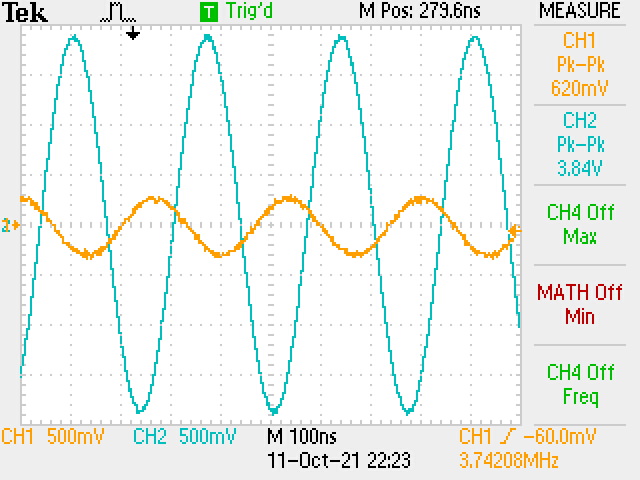 Tek T Trig'd M Pos: 279.6ns MEASURE
CH1
Pk-Pk
620mV
CH2
Pk-Pk
3.84V
CH4 Off
Max
MATH Off
Min
CH4 Off
Freq
2
CH1 500mV CH2 500mV M 100ns CH1 -60.0mV
11-Oct-21 22:23 3.74208MHz